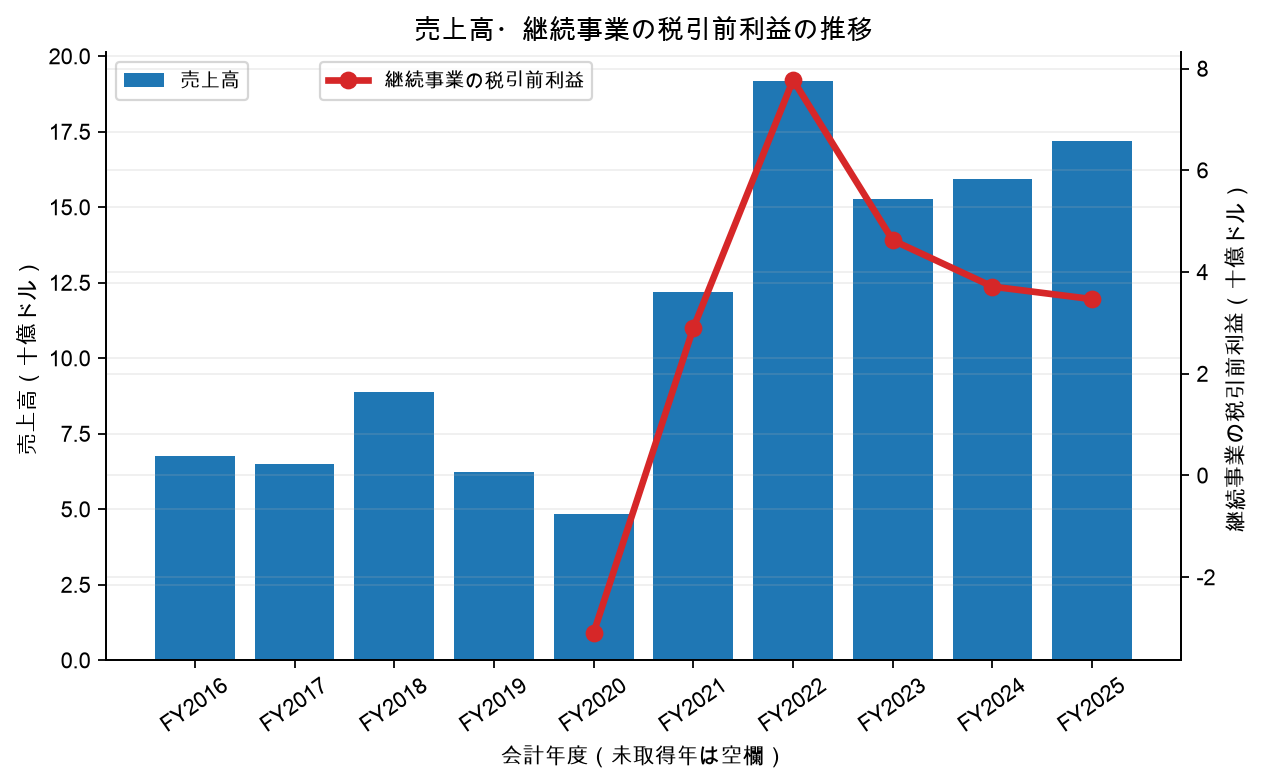 売上高・継続事業の税引前利益の推移
売上高
継続事業の税引前利益
売上高(十億ドル)
20.0
17.5
15.0
12.5
10.0
7.5
5.0
2.5
0.0
8
6
4
2
0
-2
継続事業の税引前利益(十億ドル)
FY2016
FY2017
FY2018
FY2019
FY2020
FY2021
FY2022
FY2023
FY2024
FY2025
会計年度(未取得年は空欄)